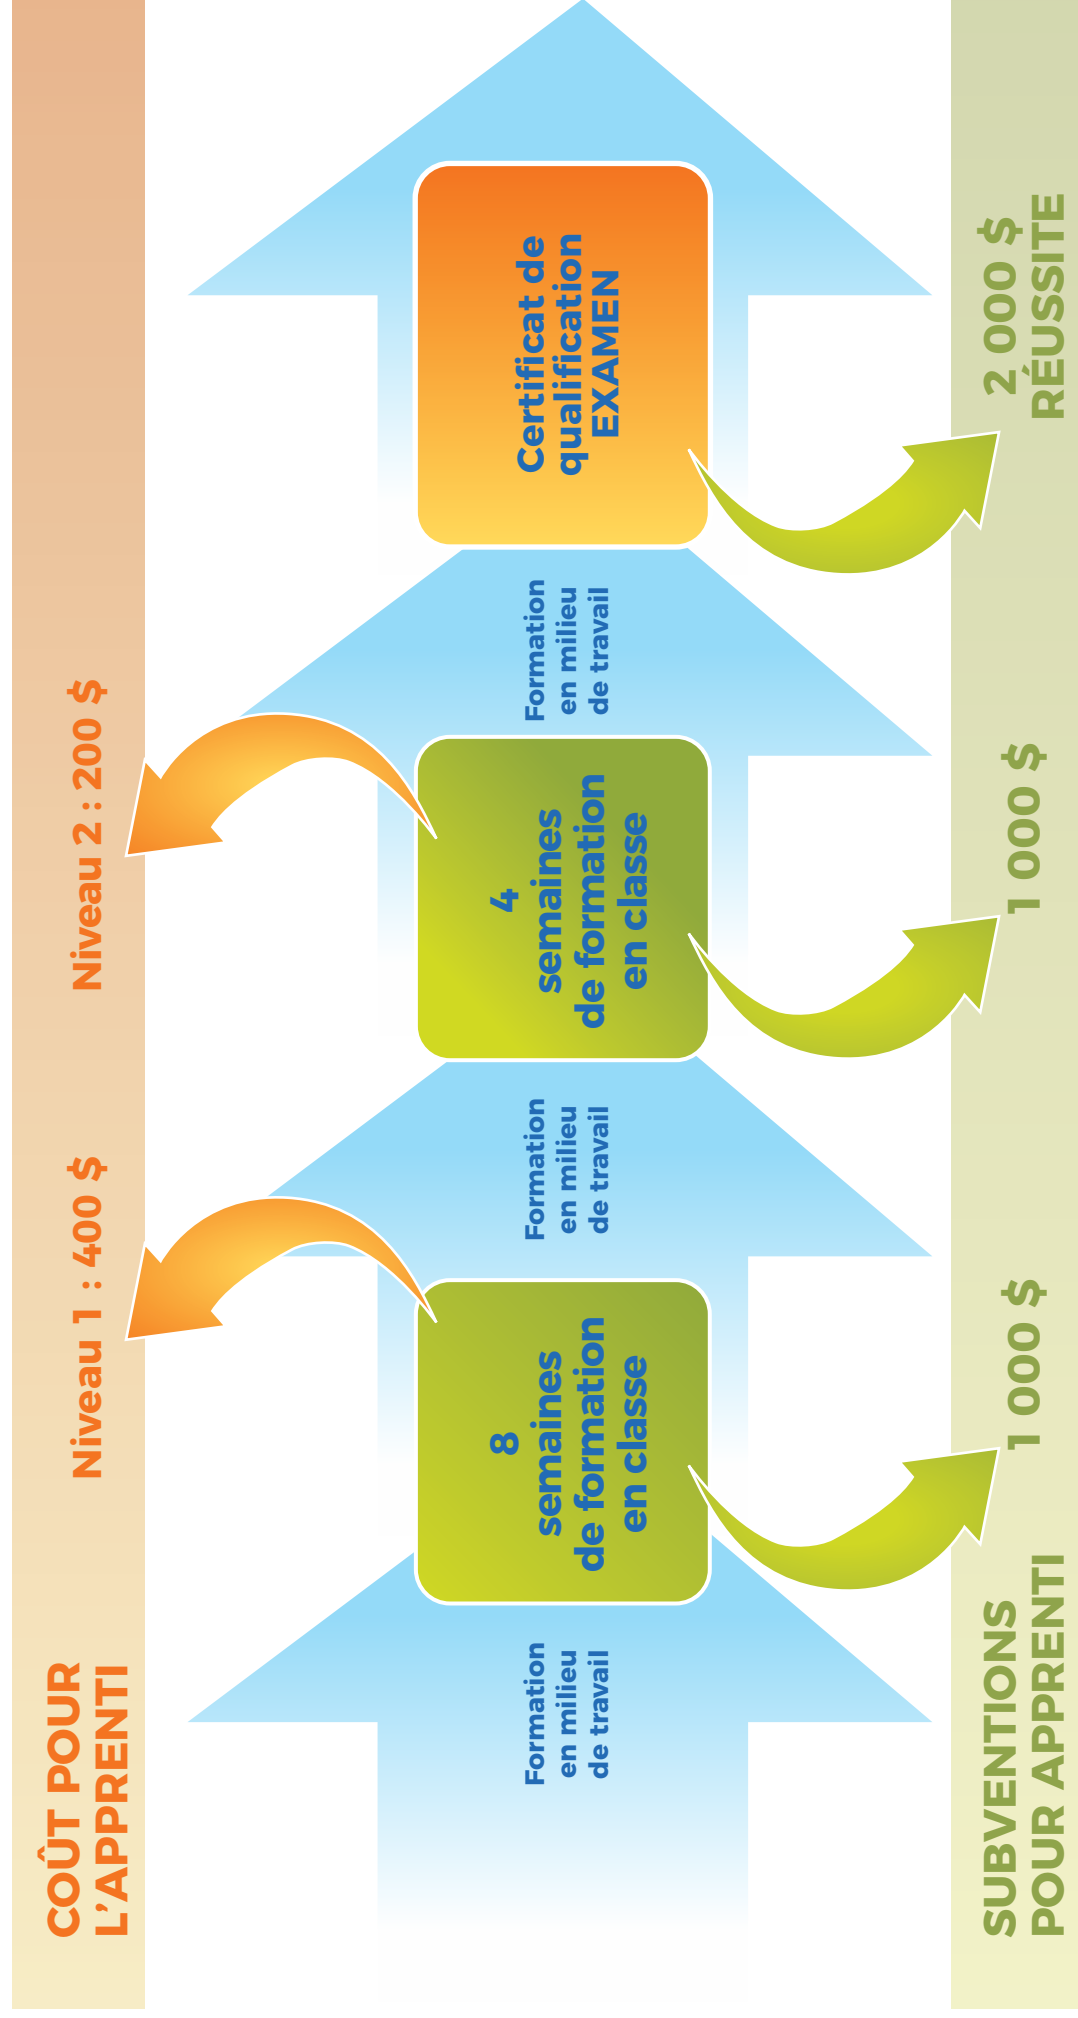 COÛT POUR
L'APPRENTI
Niveau 1 : 400 $
Niveau 2 : 200 $
Formation
en milieu
de travail
8
semaines
de formation
en classe
Formation
en milieu
de travail
4
semaines
de formation
en classe
Formation
en milieu
de travail
Certificat de
qualification
EXAMEN
SUBVENTIONS
POUR APPRENTI
1 000 $
1 000 $
2 000 $
RÉUSSITE